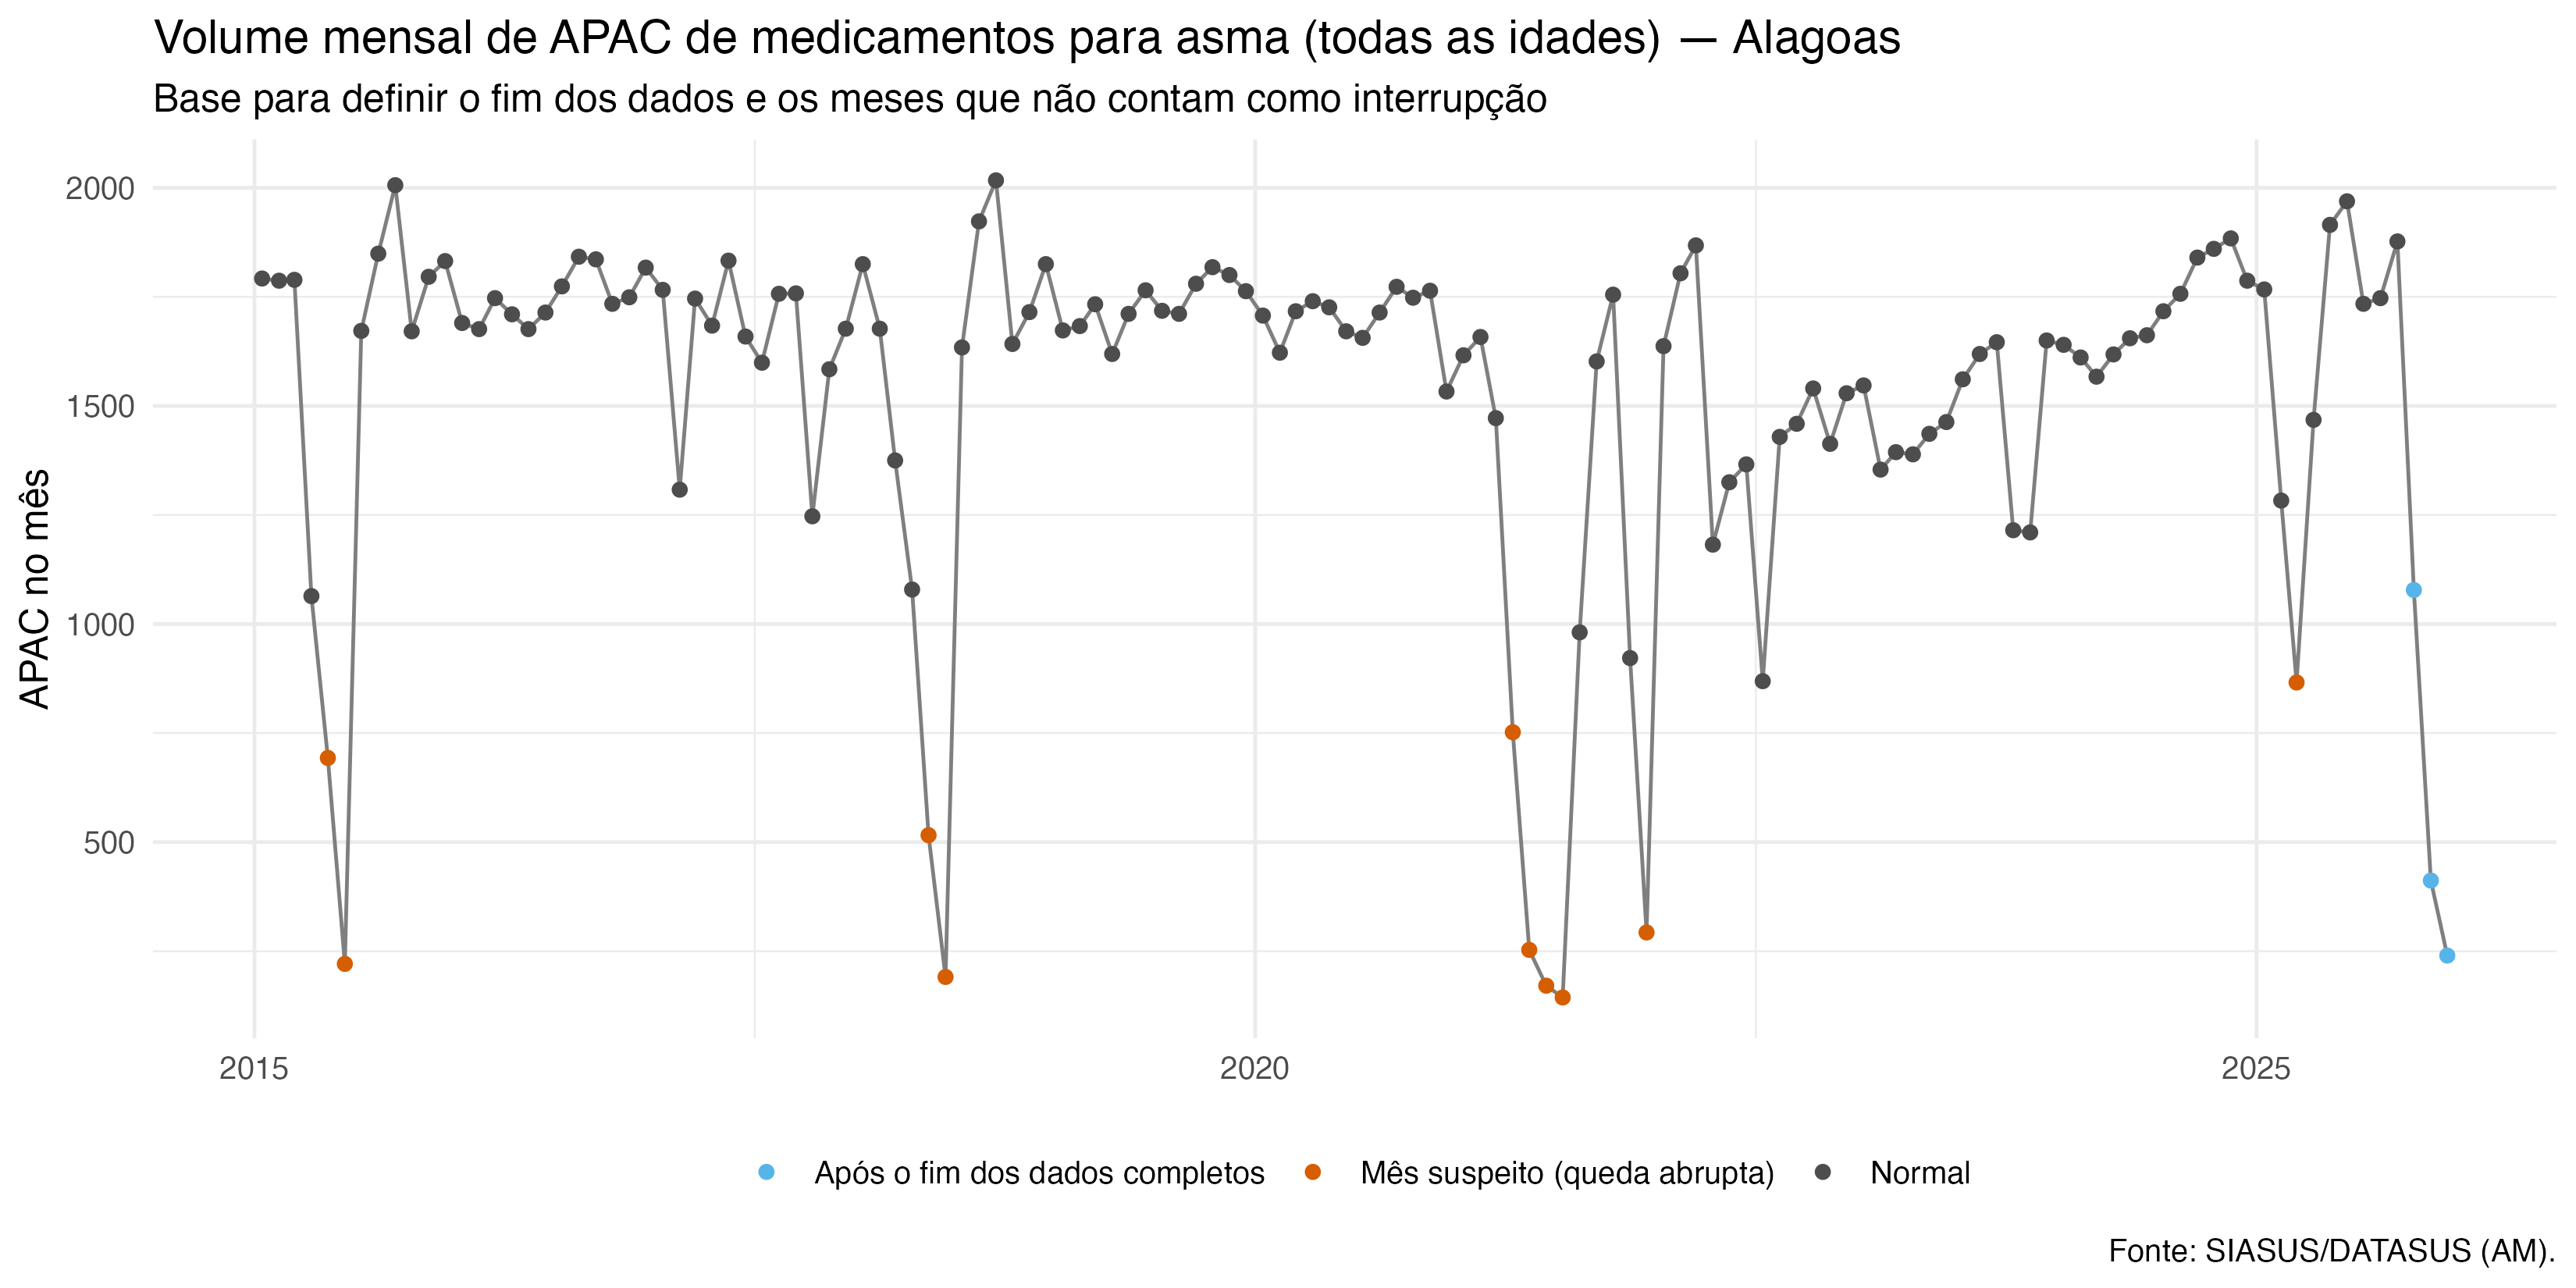 Volume mensal de APAC de medicamentos para asma (todas as idades) — Alagoas
Base para definir o fim dos dados e os meses que não contam como interrupção
APAC no mês
2000
1500
1000
500
2015
2020
2025
Após o fim dos dados completos
Mês suspeito (queda abrupta)
Normal
Fonte: SIASUS/DATASUS (AM).